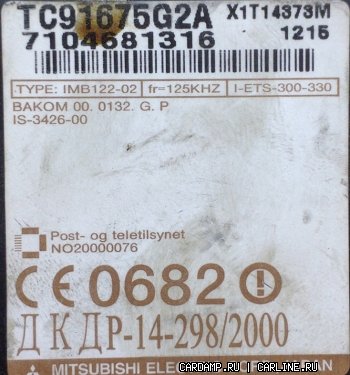 TC91675G2A X1T14373M
7104681316 1215
TYPE: IMB122-02 fr=125KHZ I-ETS-300-330
BAKOM 00. 0132. G. P
IS-3426-00
Post- og teletilsynet
NO20000076
CE 0682
Д К ДР-14-298/2000
MITSUBISHI ELE
CARDAMP.RU | CARLINE.RU